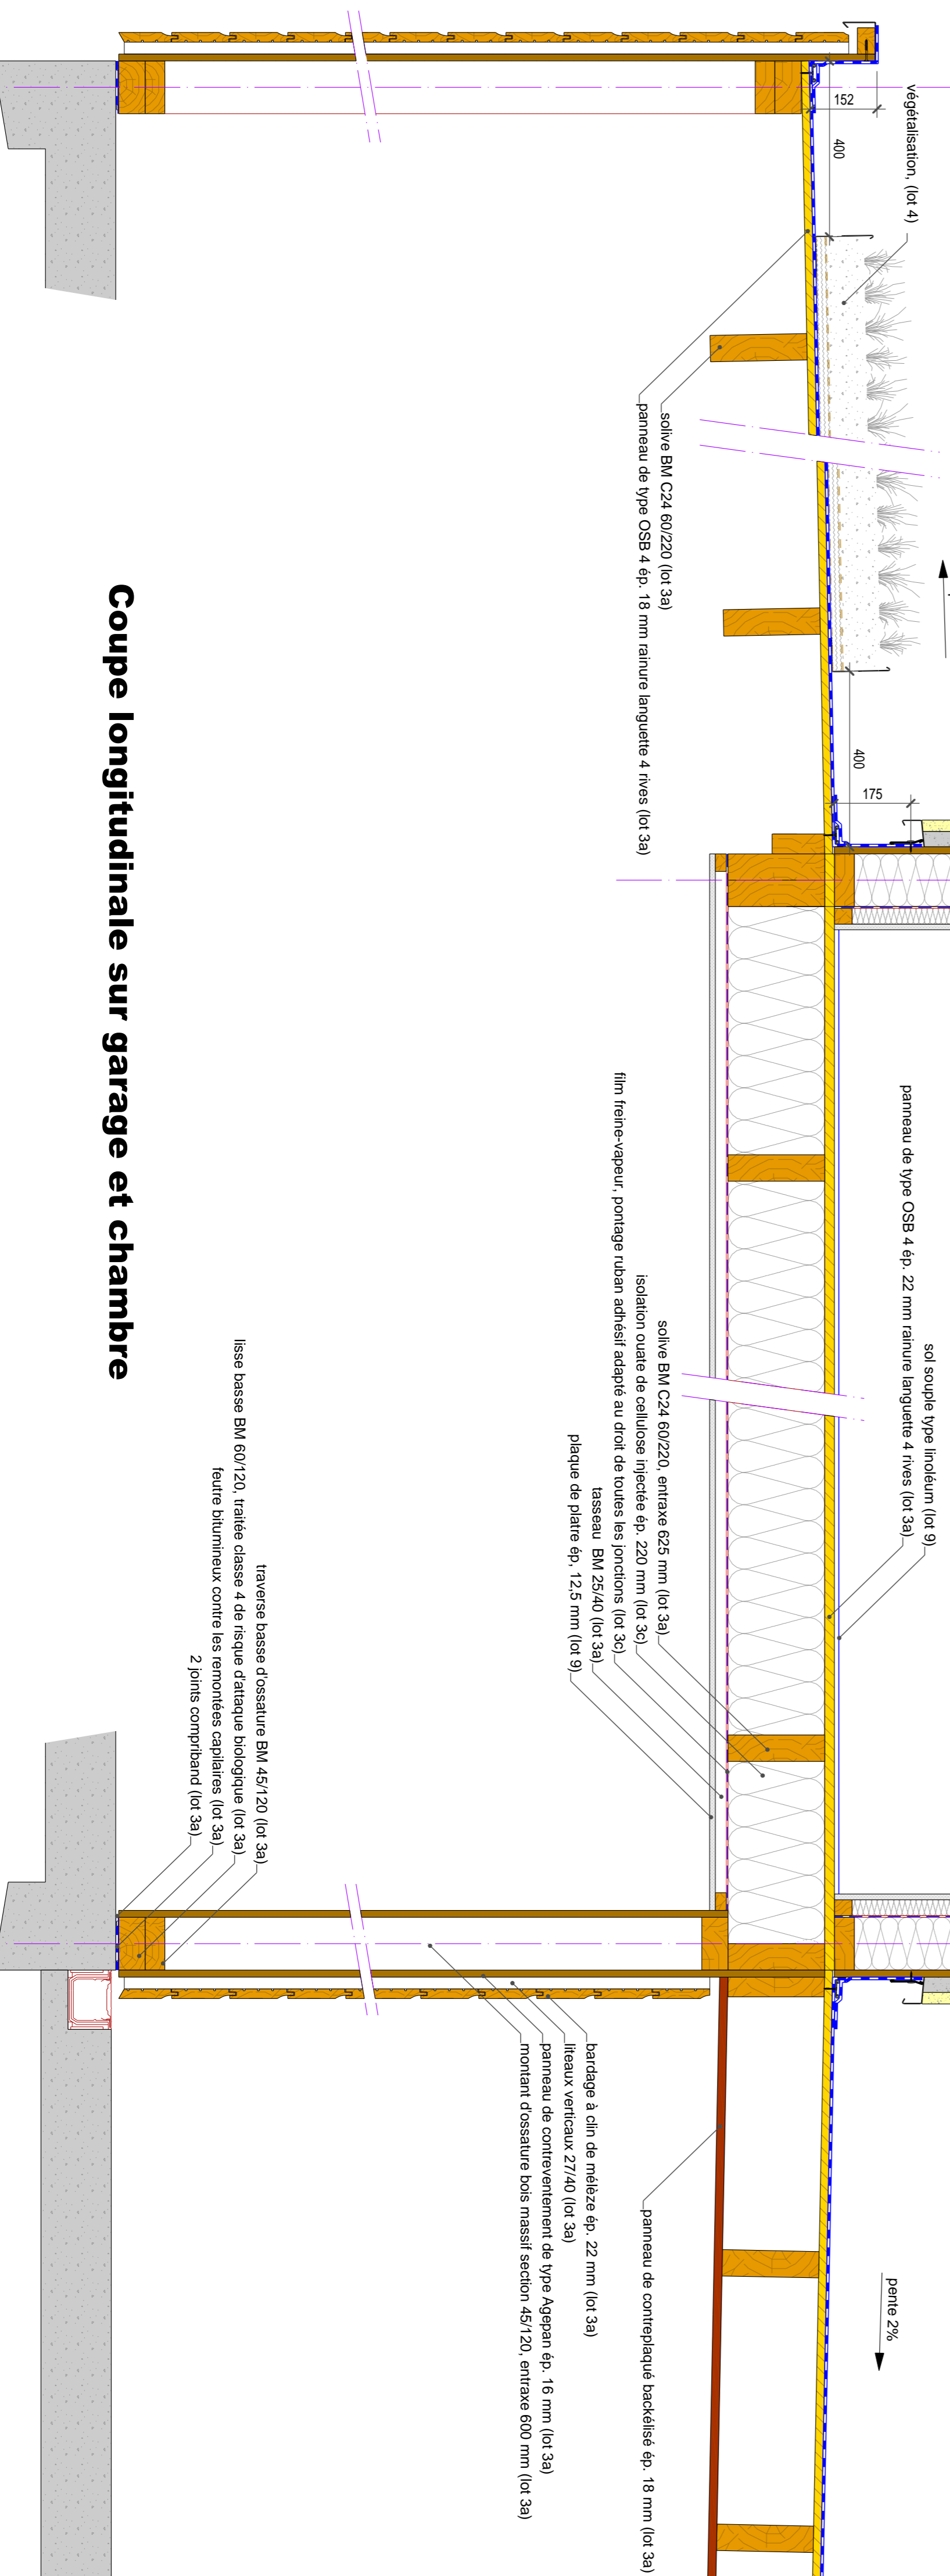 végétalisation, (lot 4)
152
400
400
175
solive BM C24 60/220 (lot 3a)
panneau de type OSB 4 ép. 18 mm rainure languette 4 rives (lot 3a)
sol souple type linoléum (lot 9)
panneau de type OSB 4 ép. 22 mm rainure languette 4 rives (lot 3a)
solive BM C24 60/220, entraxe 625 mm (lot 3a)
isolation ouate de cellulose injectée ép. 220 mm (lot 3c)
film freine-vapeur, pontage ruban adhésif adapté au droit de toutes les jonctions (lot 3c)
tasseau BM 25/40 (lot 3a)
plaque de platre ép, 12,5 mm (lot 9)
pente 2%
panneau de contreplaqué backélisé ép. 18 mm (lot 3a)
bardage à clin de mélèze ép. 22 mm (lot 3a)
liteaux verticaux 27/40 (lot 3a)
panneau de contreventement de type Agepan ép. 16 mm (lot 3a)
montant d'ossature bois massif section 45/120, entraxe 600 mm (lot 3a)
traverse basse d'ossature BM 45/120 (lot 3a)
lisse basse BM 60/120, traitée classe 4 de risque d'attaque biologique (lot 3a)
feutre bitumineux contre les remontées capilaires (lot 3a)
2 joints compriband (lot 3a)
Coupe longitudinale sur garage et chambre